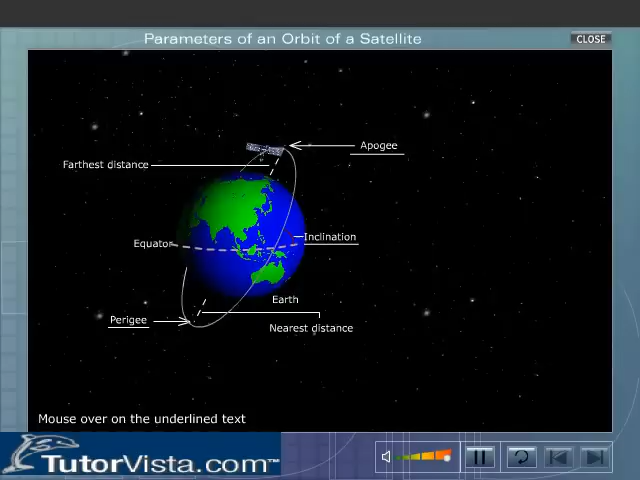 Parameters of an Orbit of a Satellite
CLOSE
Apogee
Farthest distance
Inclination
Equator
Earth
Perigee
Nearest distance
Mouse over on the underlined text
TutorVista.com™